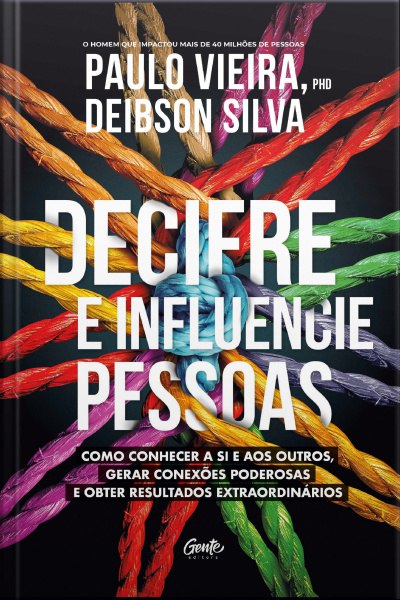 O HOMEM QUE IMPACTOU MAIS DE 40 MILHÕES DE PESSOAS
PAULO VIEIRA, PHD
DEIBSON SILVA
DECIFRE
E INFLUENCIE
PESSOAS
COMO CONHECER A SI E AOS OUTROS,
GERAR CONEXÕES PODEROSAS
E OBTER RESULTADOS EXTRAORDINÁRIOS
Gente
editora